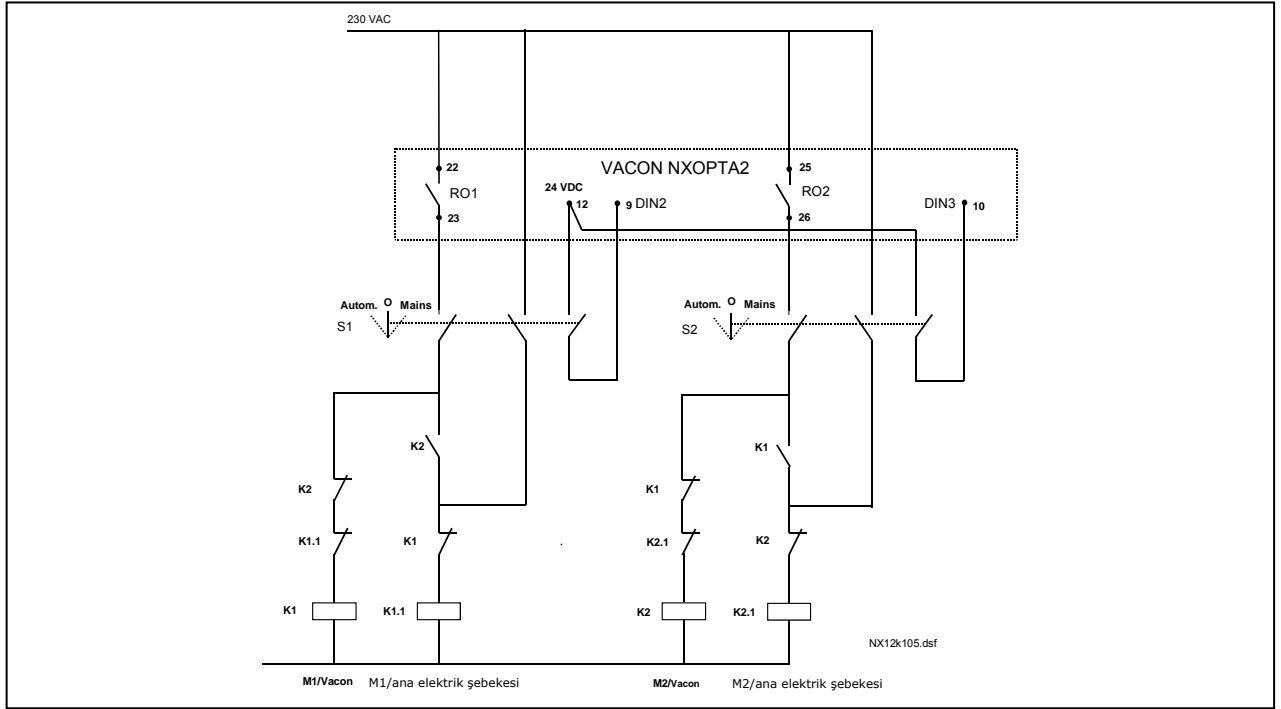 230 VAC
VACON NXOPTA2
22
RO1
23
24 VDC
12
9 DIN2
25
RO2
26
DIN3 10
Autom. O Mains
S1
Autom. O Mains
S2
K2
K1
K2
K1
K1.1
K1
K2.1
K2
K1
K1.1
K2
K2.1
NX12k105.dsf
M1/Vacon
M1/ana elektrik şebekesi
M2/Vacon
M2/ana elektrik şebekesi